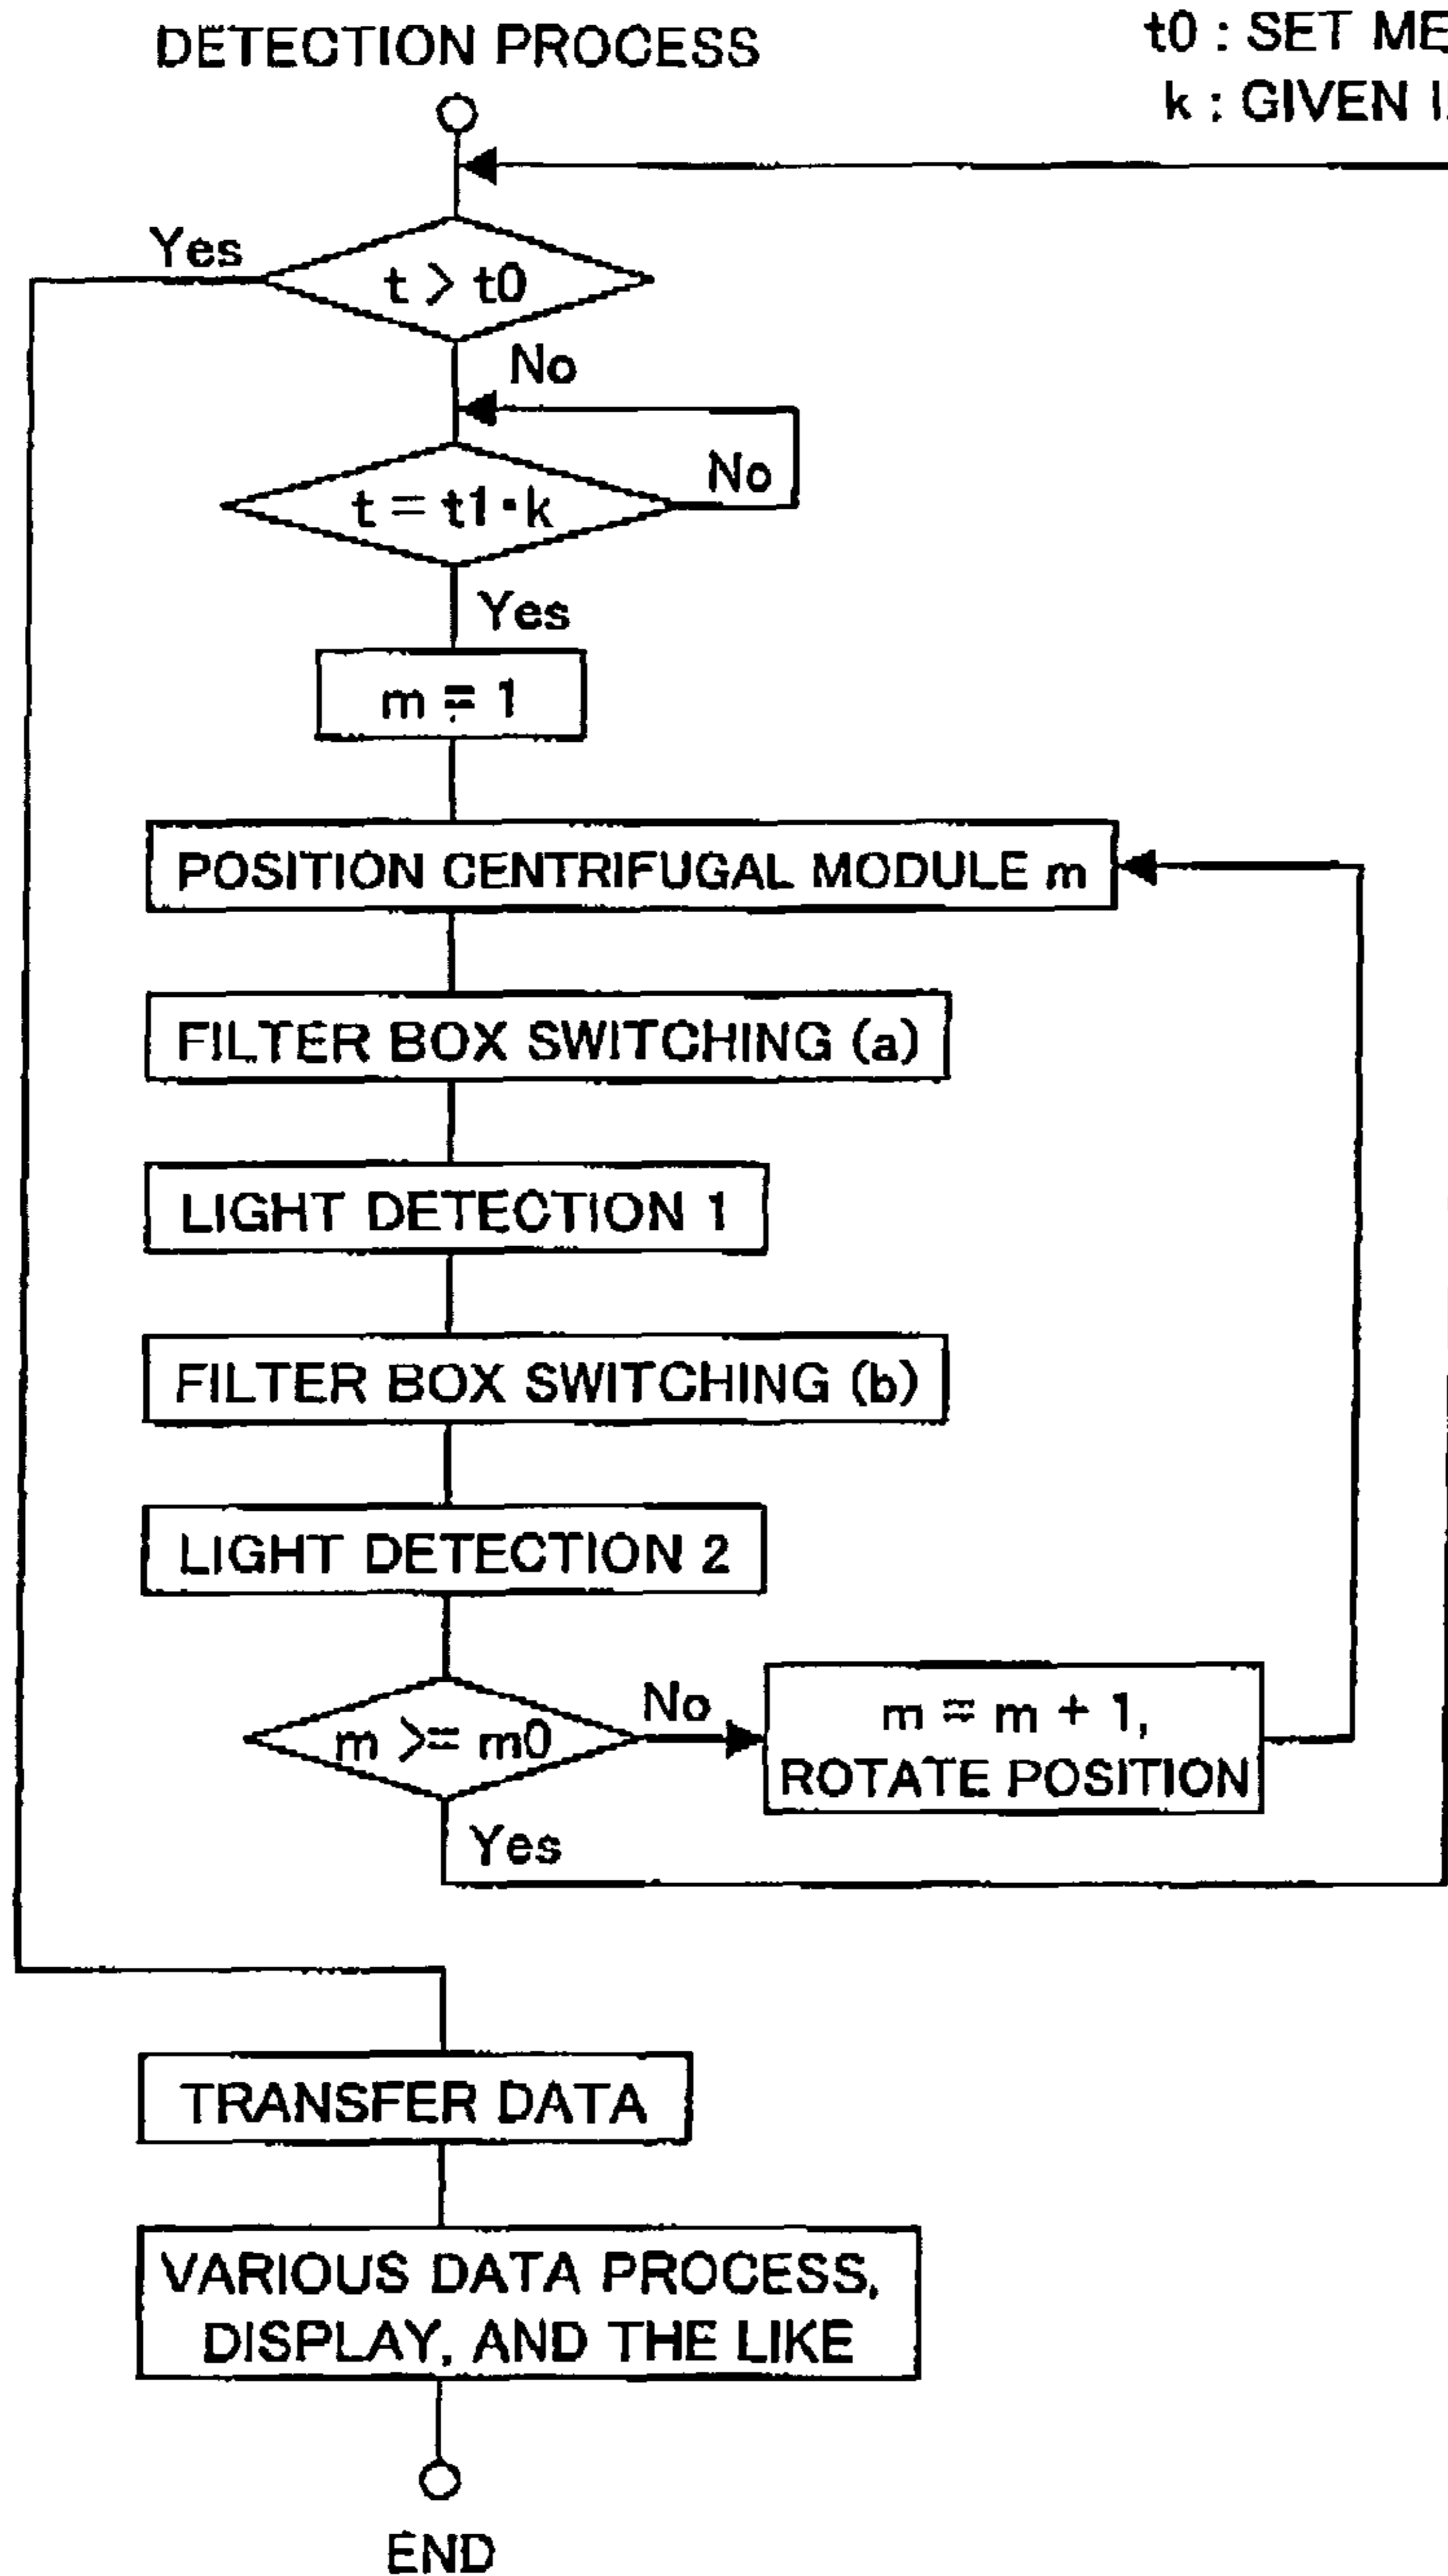 DETECTION PROCESS
t0 : SET
k : GIVEN
Yes
t > t0
No
No
t = t1·k
Yes
m = 1
POSITION CENTRIFUGAL MODULE m
FILTER BOX SWITCHING (a)
LIGHT DETECTION 1
FILTER BOX SWITCHING (b)
LIGHT DETECTION 2
m >= m0
No
m = m + 1,
ROTATE POSITION
Yes
TRANSFER DATA
VARIOUS DATA PROCESS,
DISPLAY, AND THE LIKE
END